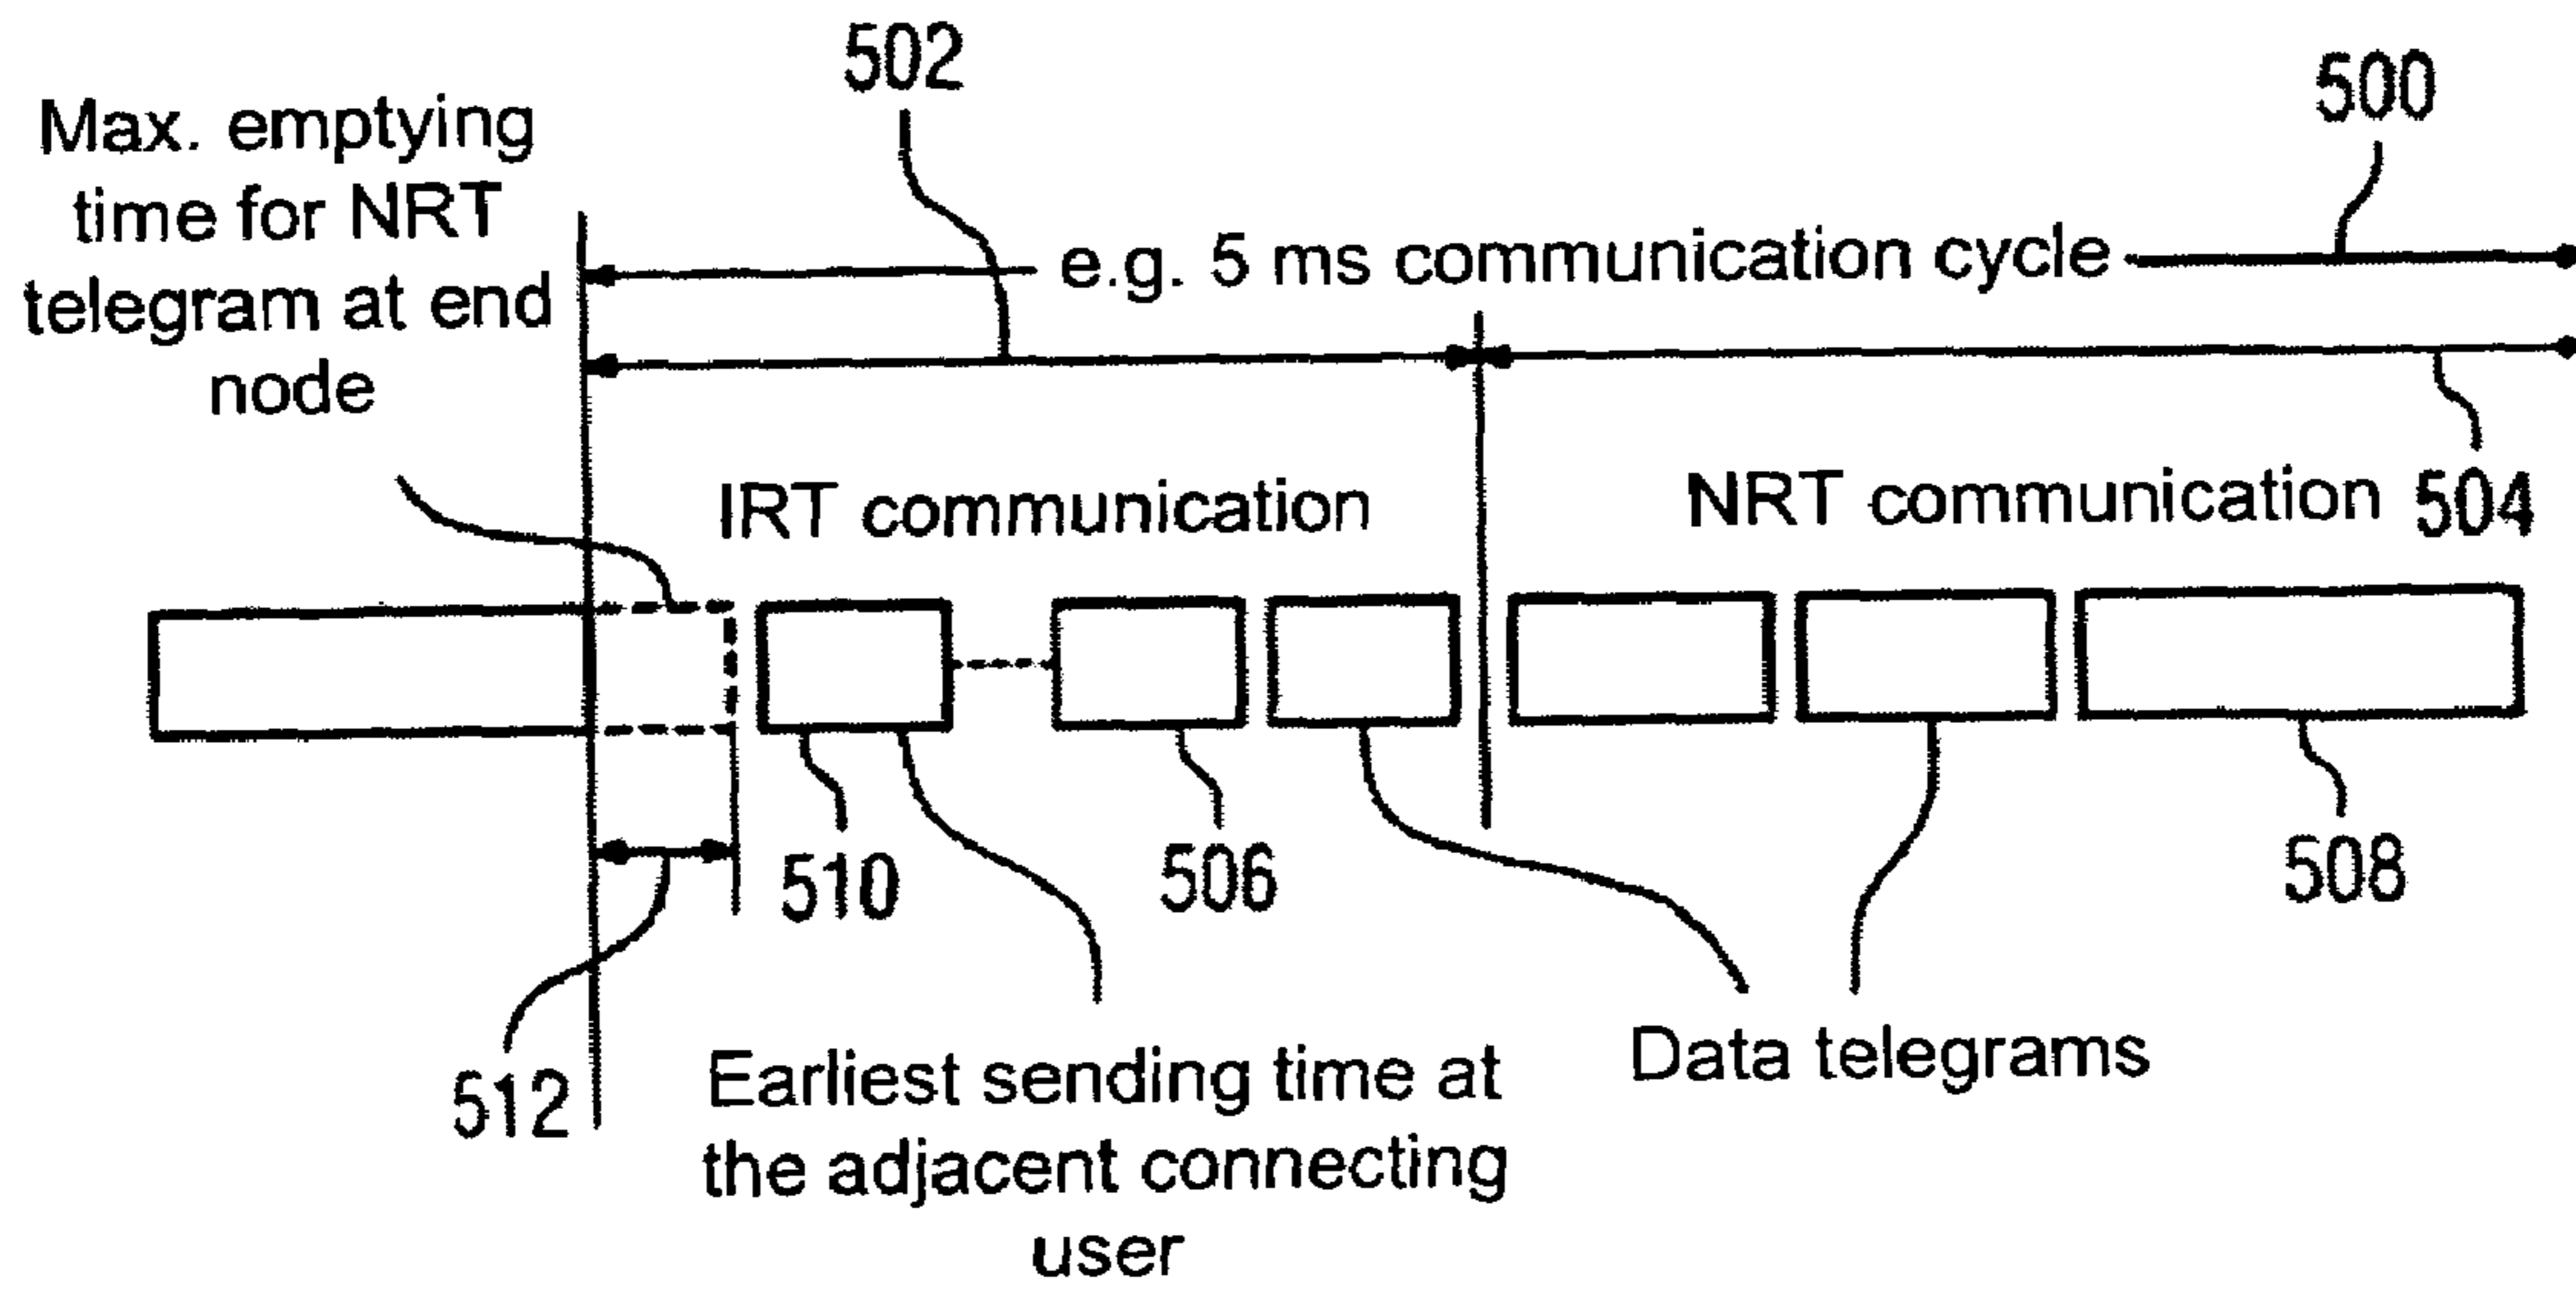 502
500
Max. emptying
time for NRT
telegram at end
node
e.g. 5 ms communication cycle
IRT communication
NRT communication
504
510
506
508
512
Earliest sending time at
the adjacent connecting
user
Data telegrams